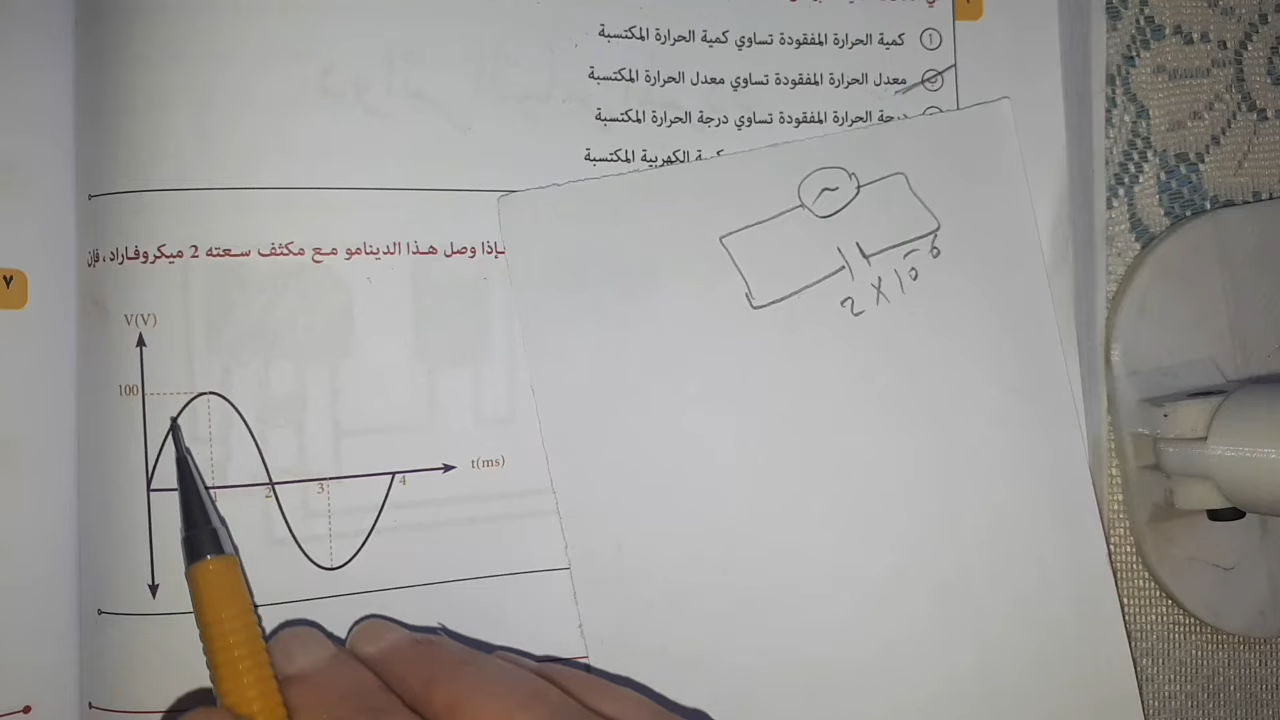 ١
كمية الحرارة المفقودة تساوي كمية الحرارة المكتسبة
معدل الحرارة المفقودة تساوي معدل الحرارة المكتسبة
درجة الحرارة المفقودة تساوي درجة الحرارة المكتسبة
الكهربية المكتسبة
~
2 X 10-6
٧
إذا وصل هذا الدينامو مع مكثف سعته 2 ميكروفاراد، فإن
V(V)
100
t(ms)
1 2 3 4